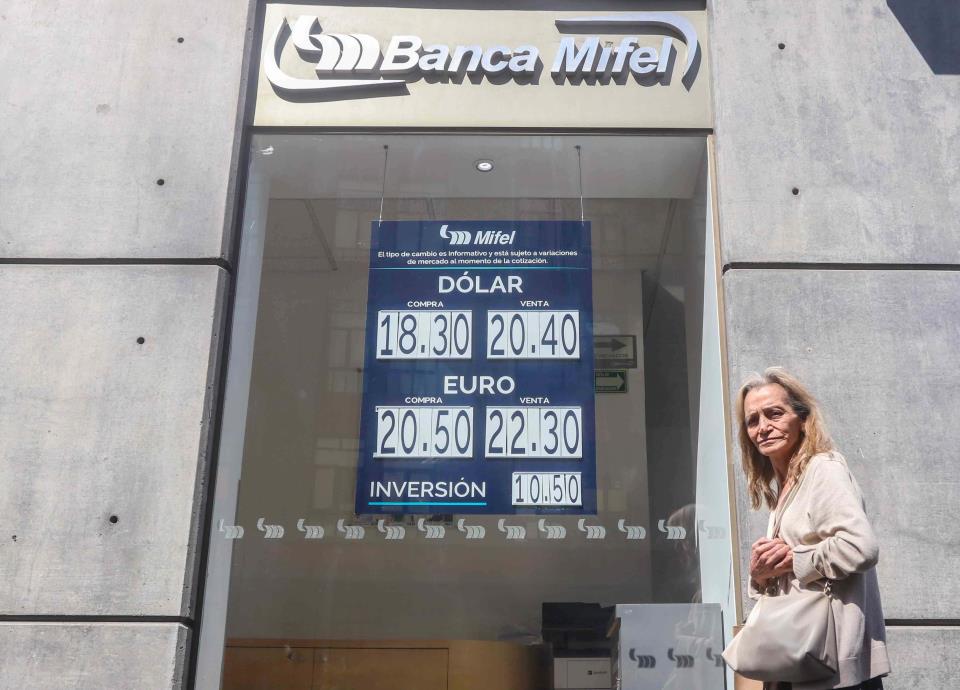 Banca Mifel
Mifel
El tipo de cambio es informativo y está sujeto a variaciones
de mercado al momento de la cotización.
DÓLAR
COMPRA VENTA
18.30 20.40
EURO
COMPRA VENTA
20.50 22.30
INVERSIÓN 10.50